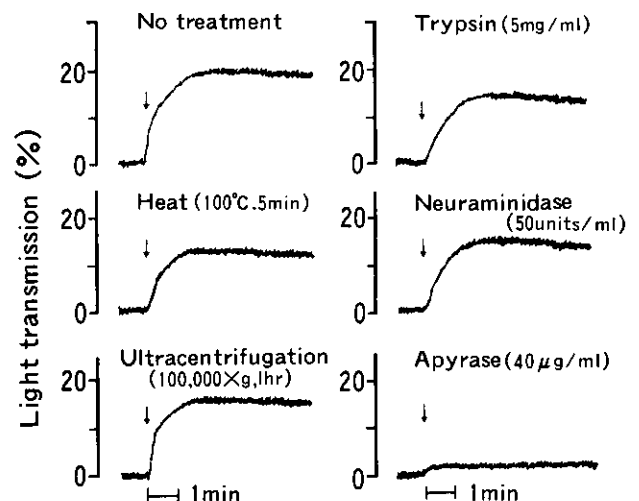 Light transmission (%)
No treatment
20
0
Trypsin (5mg/ml)
20
0
Heat (100°C.5min)
20
0
Neuraminidase
(50units/ml)
20
0
Ultracentrifugation
(100,000×g,1hr)
20
0
1min
Apyrase (40μg/ml)
20
0
1min